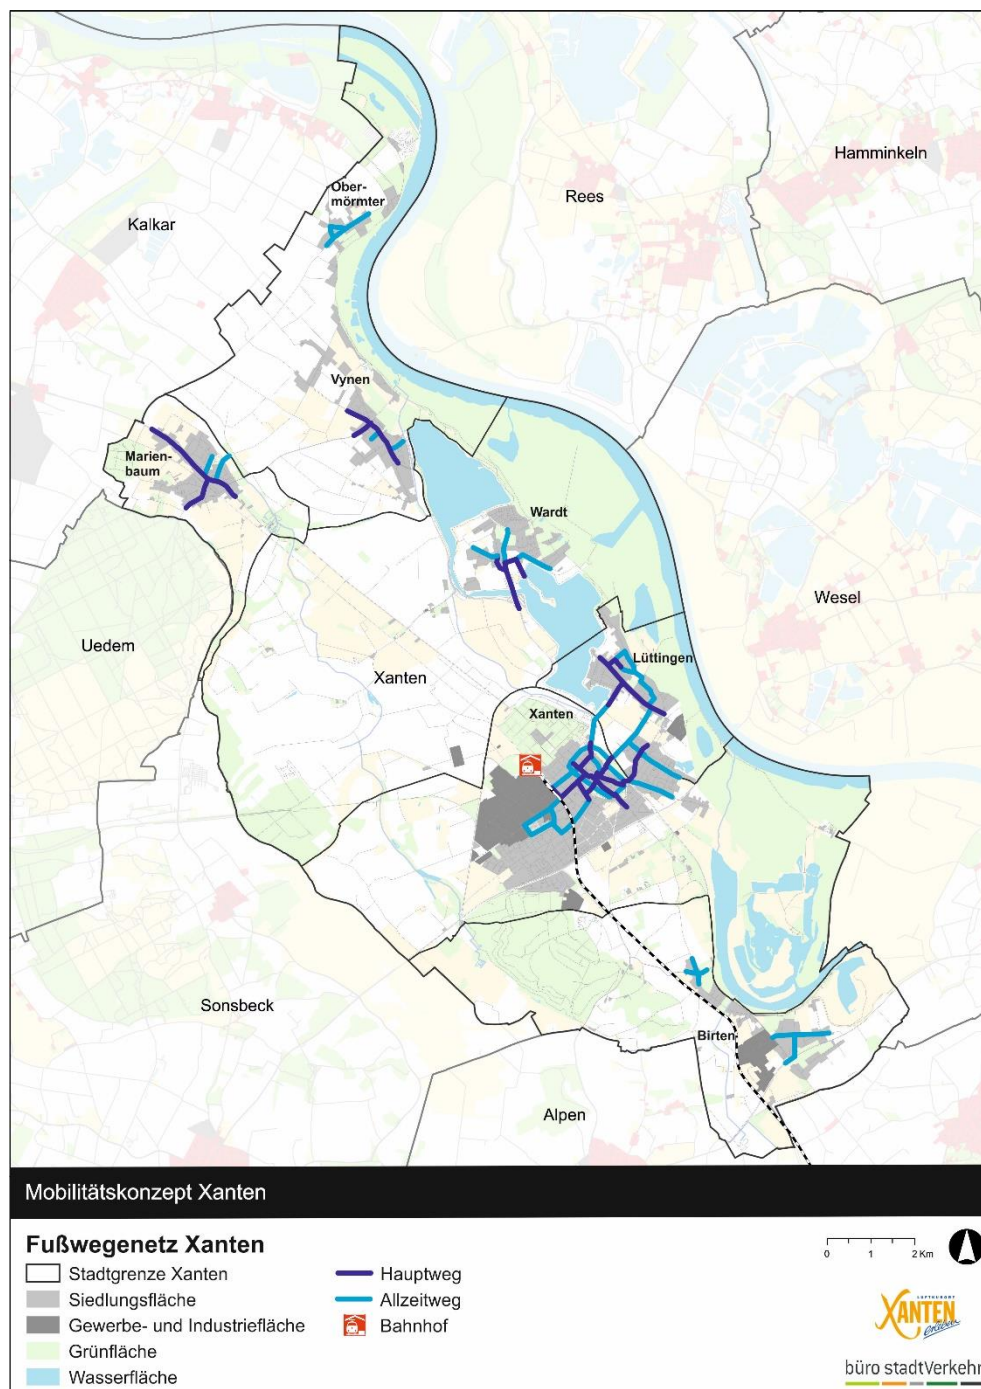 Hamminkeln
Ober-
mörmter
Rees
Kalkar
Vynen
Marien-
baum
Wardt
Wesel
Uedem
Lüttingen
Xanten
Xanten
Sonsbeck
Birten
Alpen
Mobilitätskonzept Xanten
Fußwegenetz Xanten
Stadtgrenze Xanten
Siedlungsfläche
Gewerbe- und Industriefläche
Grünfläche
Wasserfläche
Hauptweg
Allzeitweg
Bahnhof
0 1 2 Km
LUFTKURORT
XANTEN
erleben
büro stadtVerkehr